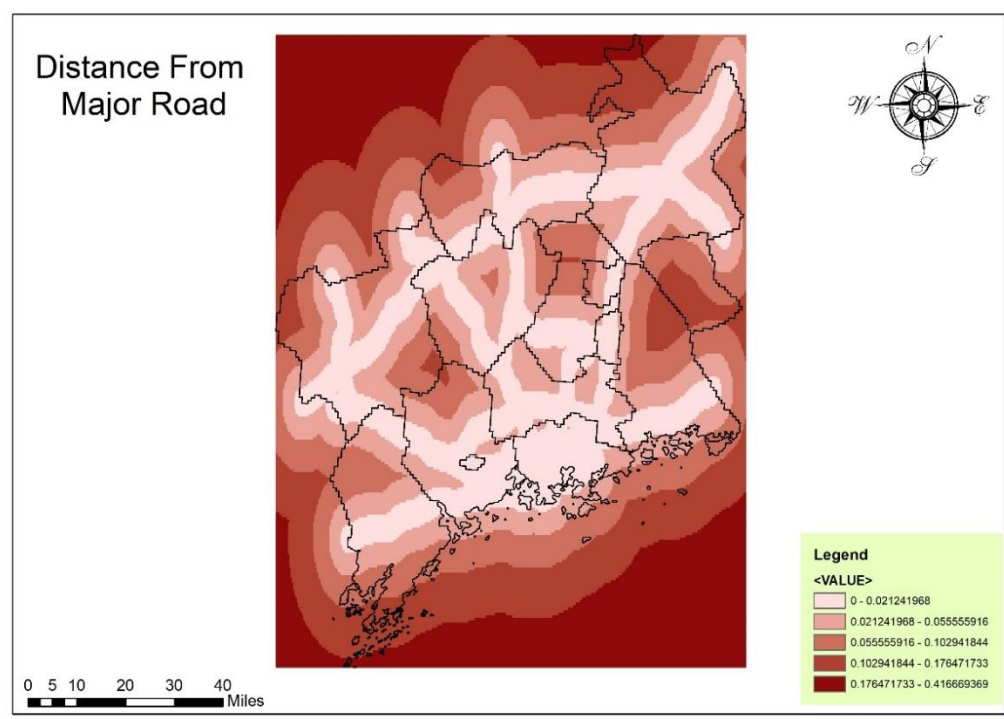 Distance From
Major Road
N
W
E
S
Legend
<VALUE>
0 - 0.021241968
0.021241968 - 0.055555916
0.055555916 - 0.102941844
0.102941844 - 0.176471733
0.176471733 - 0.416669369
0 5 10 20 30 40
Miles